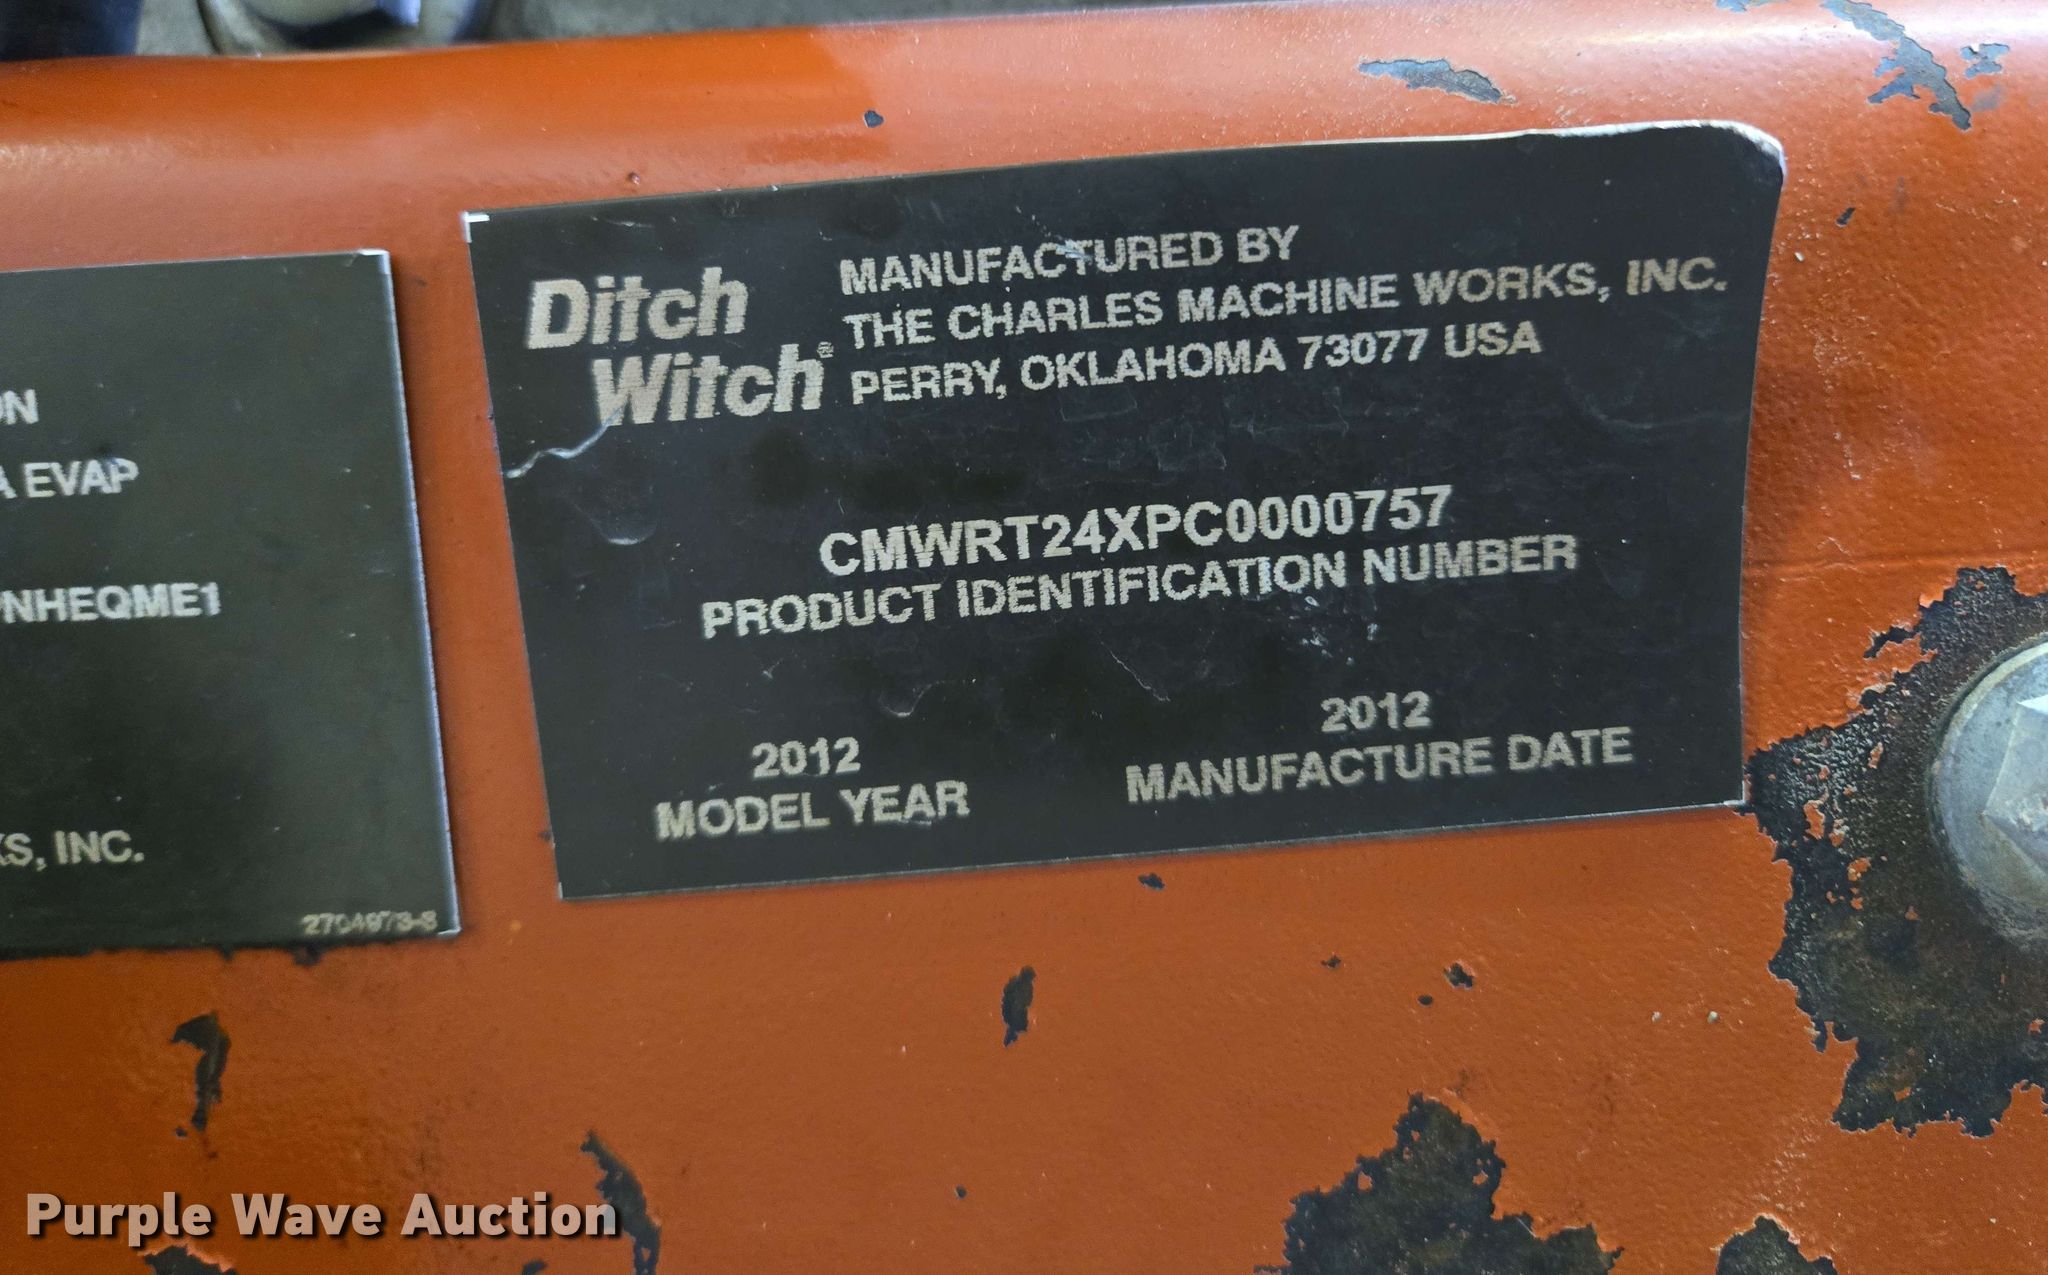 ON
A EVAP
NHEQME1
KS, INC.
2704973-8
Ditch
Witch®
MANUFACTURED BY
THE CHARLES MACHINE WORKS, INC.
PERRY, OKLAHOMA 73077 USA
CMWRT24XPC0000757
PRODUCT IDENTIFICATION NUMBER
2012
MODEL YEAR
2012
MANUFACTURE DATE
Purple Wave Auction